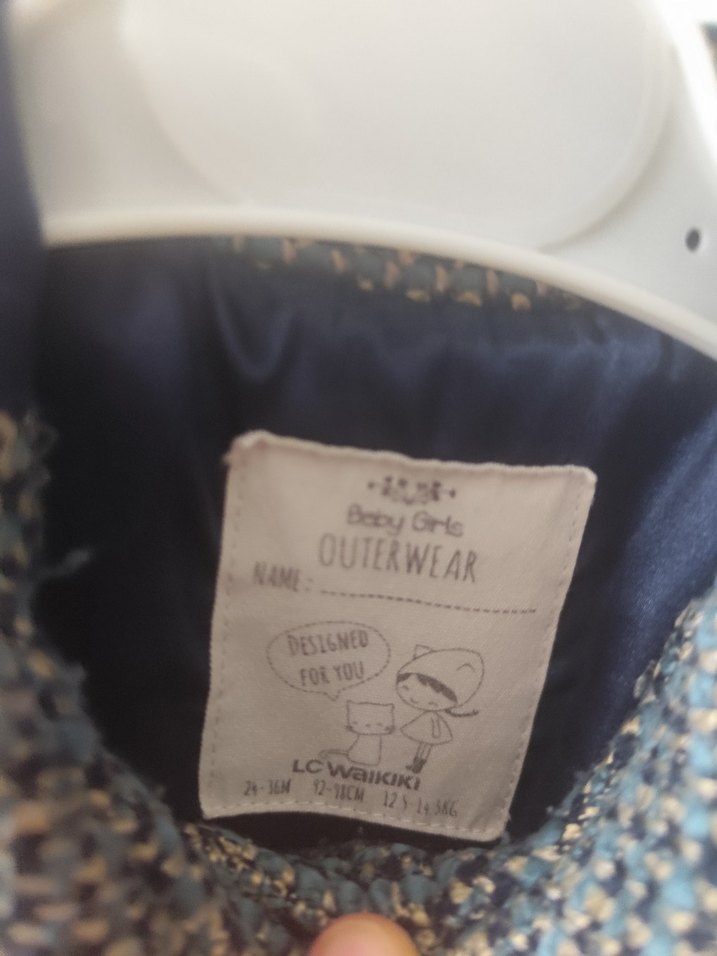 Baby Girls
OUTERWEAR
NAME:
DESIGNED
FOR YOU
LC WAIKIKI
24-36M 92-98CM 12.5-14.5KG